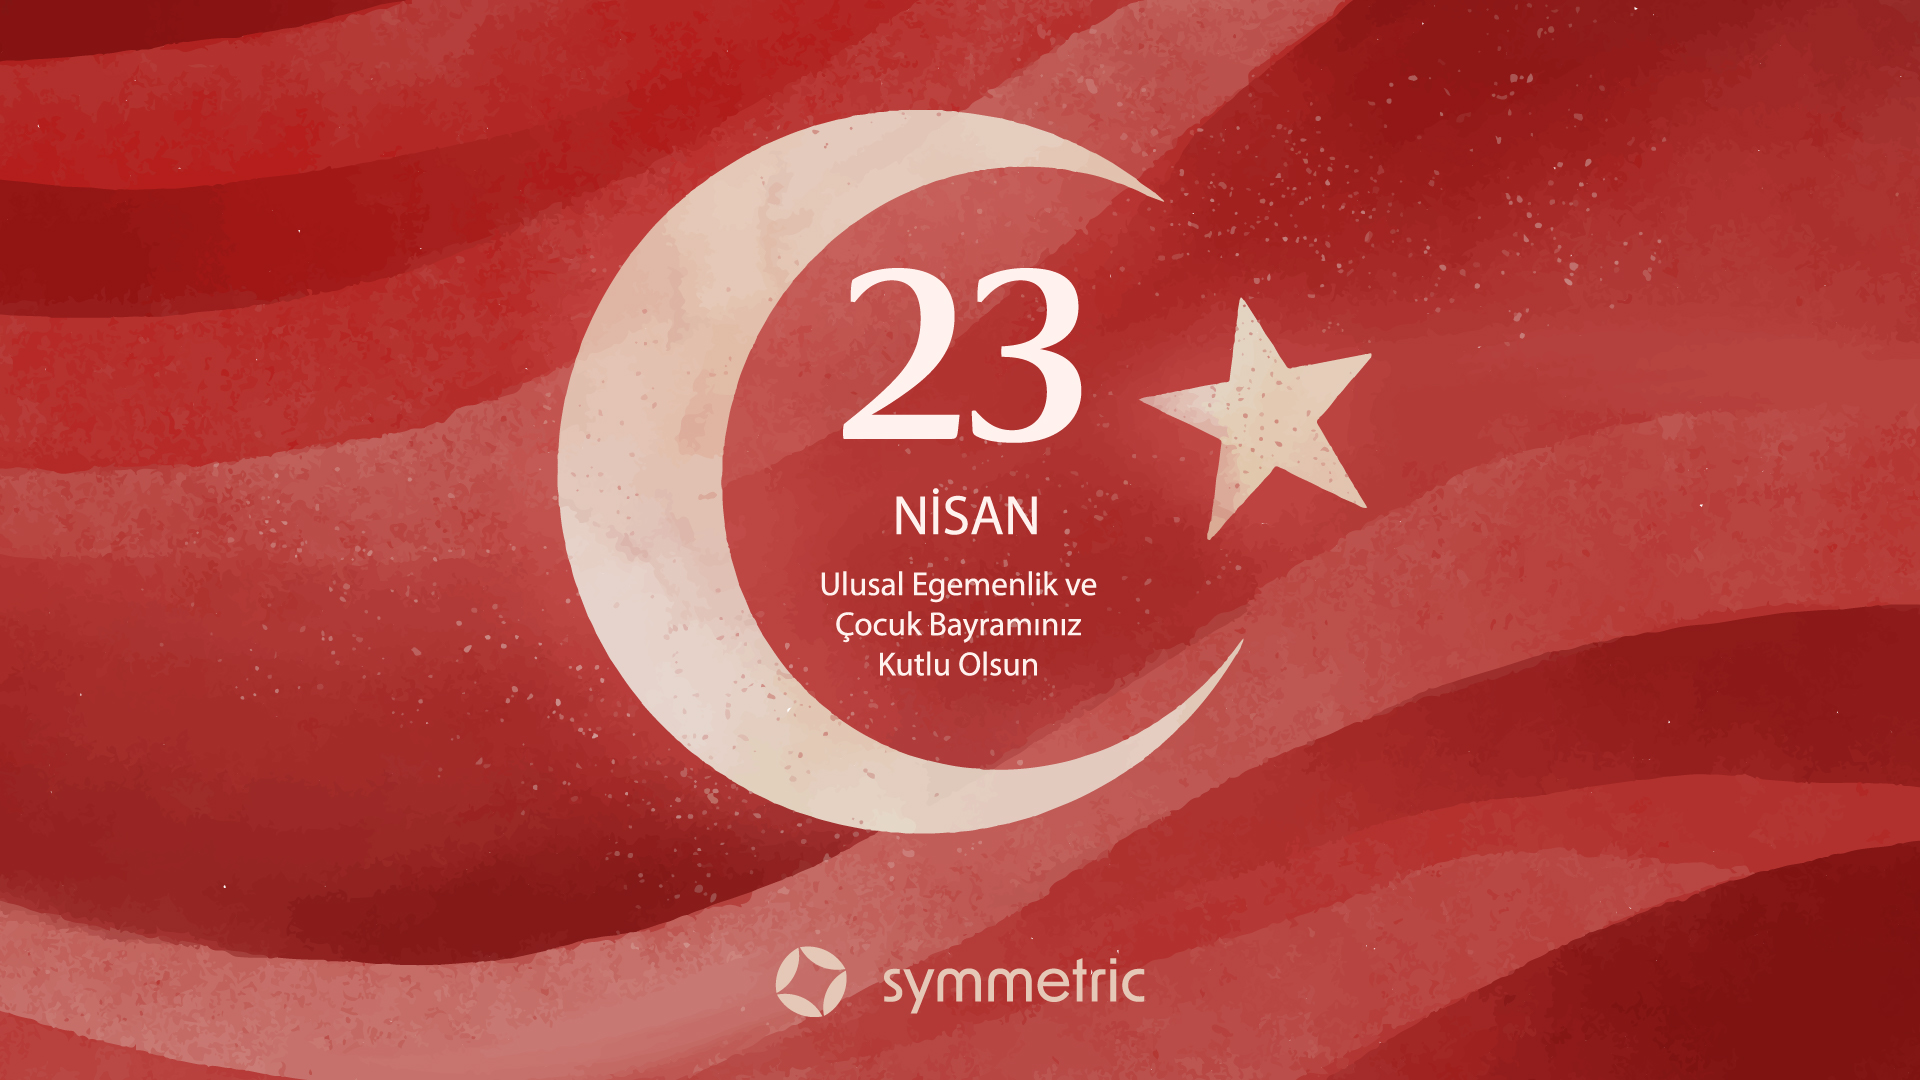 23
NİSAN
Ulusal Egemenlik ve
Çocuk Bayramınız
Kutlu Olsun
symmetric